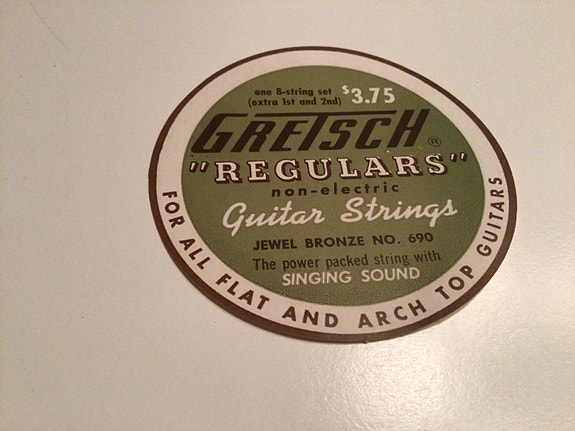 one 8-string set
(extra 1st and 2nd) $3.75
GRETSCH ®
"REGULARS"
non-electric
Guitar Strings
JEWEL BRONZE NO. 690
The power packed string with
SINGING SOUND
FOR ALL FLAT AND ARCH TOP GUITARS